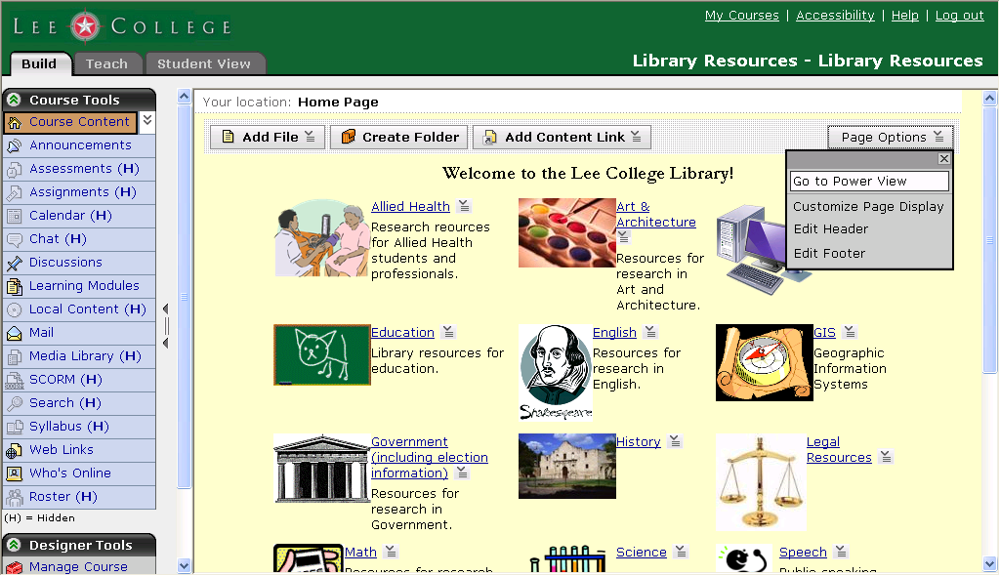 LEE COLLEGE
My Courses | Accessibility | Help | Log out
Build
Teach
Student View
Library Resources - Library Resources
Course Tools
Course Content
Announcements
Assessments (H)
Assignments (H)
Calendar (H)
Chat (H)
Discussions
Learning Modules
Local Content (H)
Mail
Media Library (H)
SCORM (H)
Search (H)
Syllabus (H)
Web Links
Who's Online
Roster (H)
(H) = Hidden
Designer Tools
Manage Course
Your location: Home Page
Add File
Create Folder
Add Content Link
Page Options
Go to Power View
Customize Page Display
Edit Header
Edit Footer
Welcome to the Lee College Library!
Allied Health
Research reources
for Allied Health
students and
professionals.
Art &
Architecture
Resources for
research in
Art and
Architecture.
Education
Library resources for
education.
Shakespeare
English
Resources for
research in
English.
GIS
Geographic
Information
Systems
Government
(including election
information)
Resources for
research in
Government.
History
Legal
Resources
Math
Resources for research
Science
Speech
Public speaking